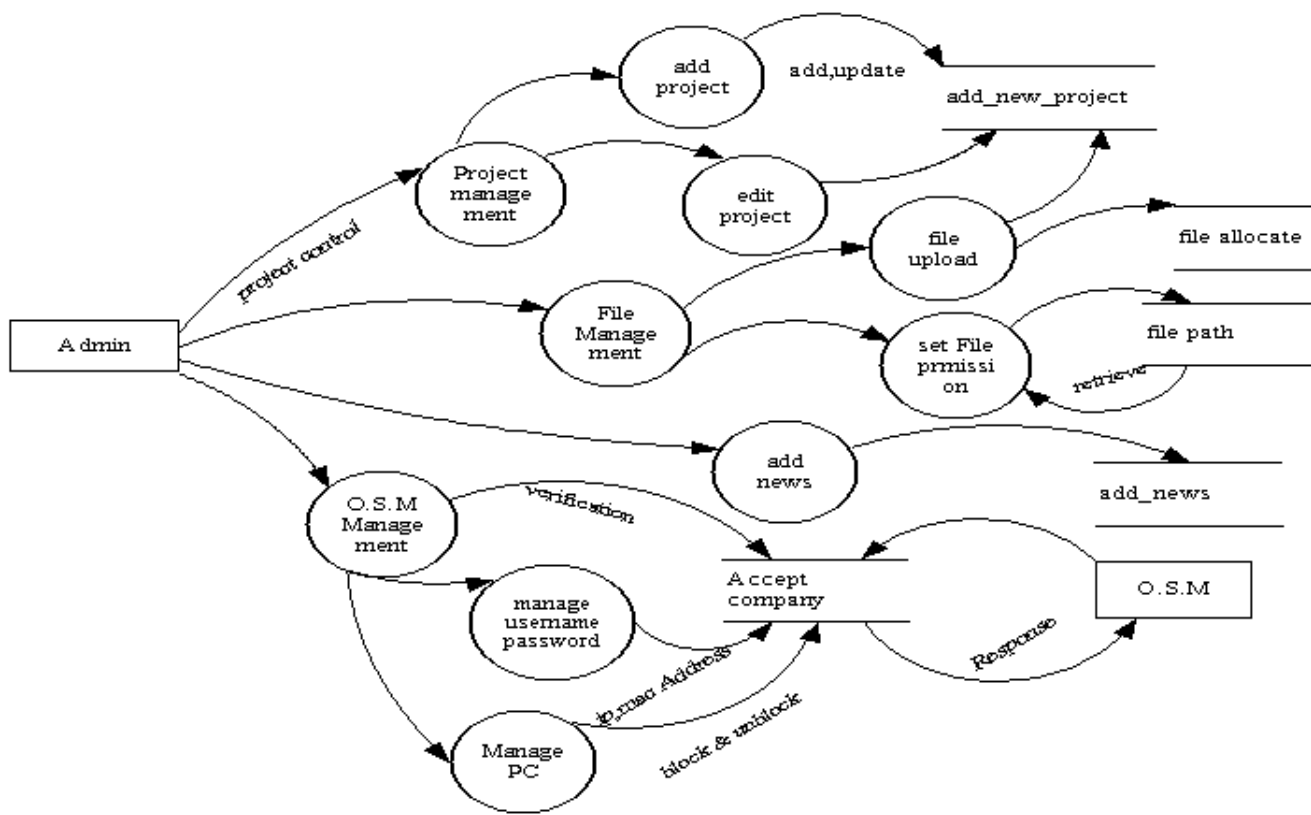 add
project
add,update
add_new_project
Project
manage
ment
edit
project
project control
file
upload
file allocate
Admin
File
Manage
ment
set File
prmissi
on
file path
retrieve
add
news
add_news
O.S.M
Manage
ment
verification
Accept
company
O.S.M
manage
username
password
Response
ip,mac Address
block & unblock
Manage
PC